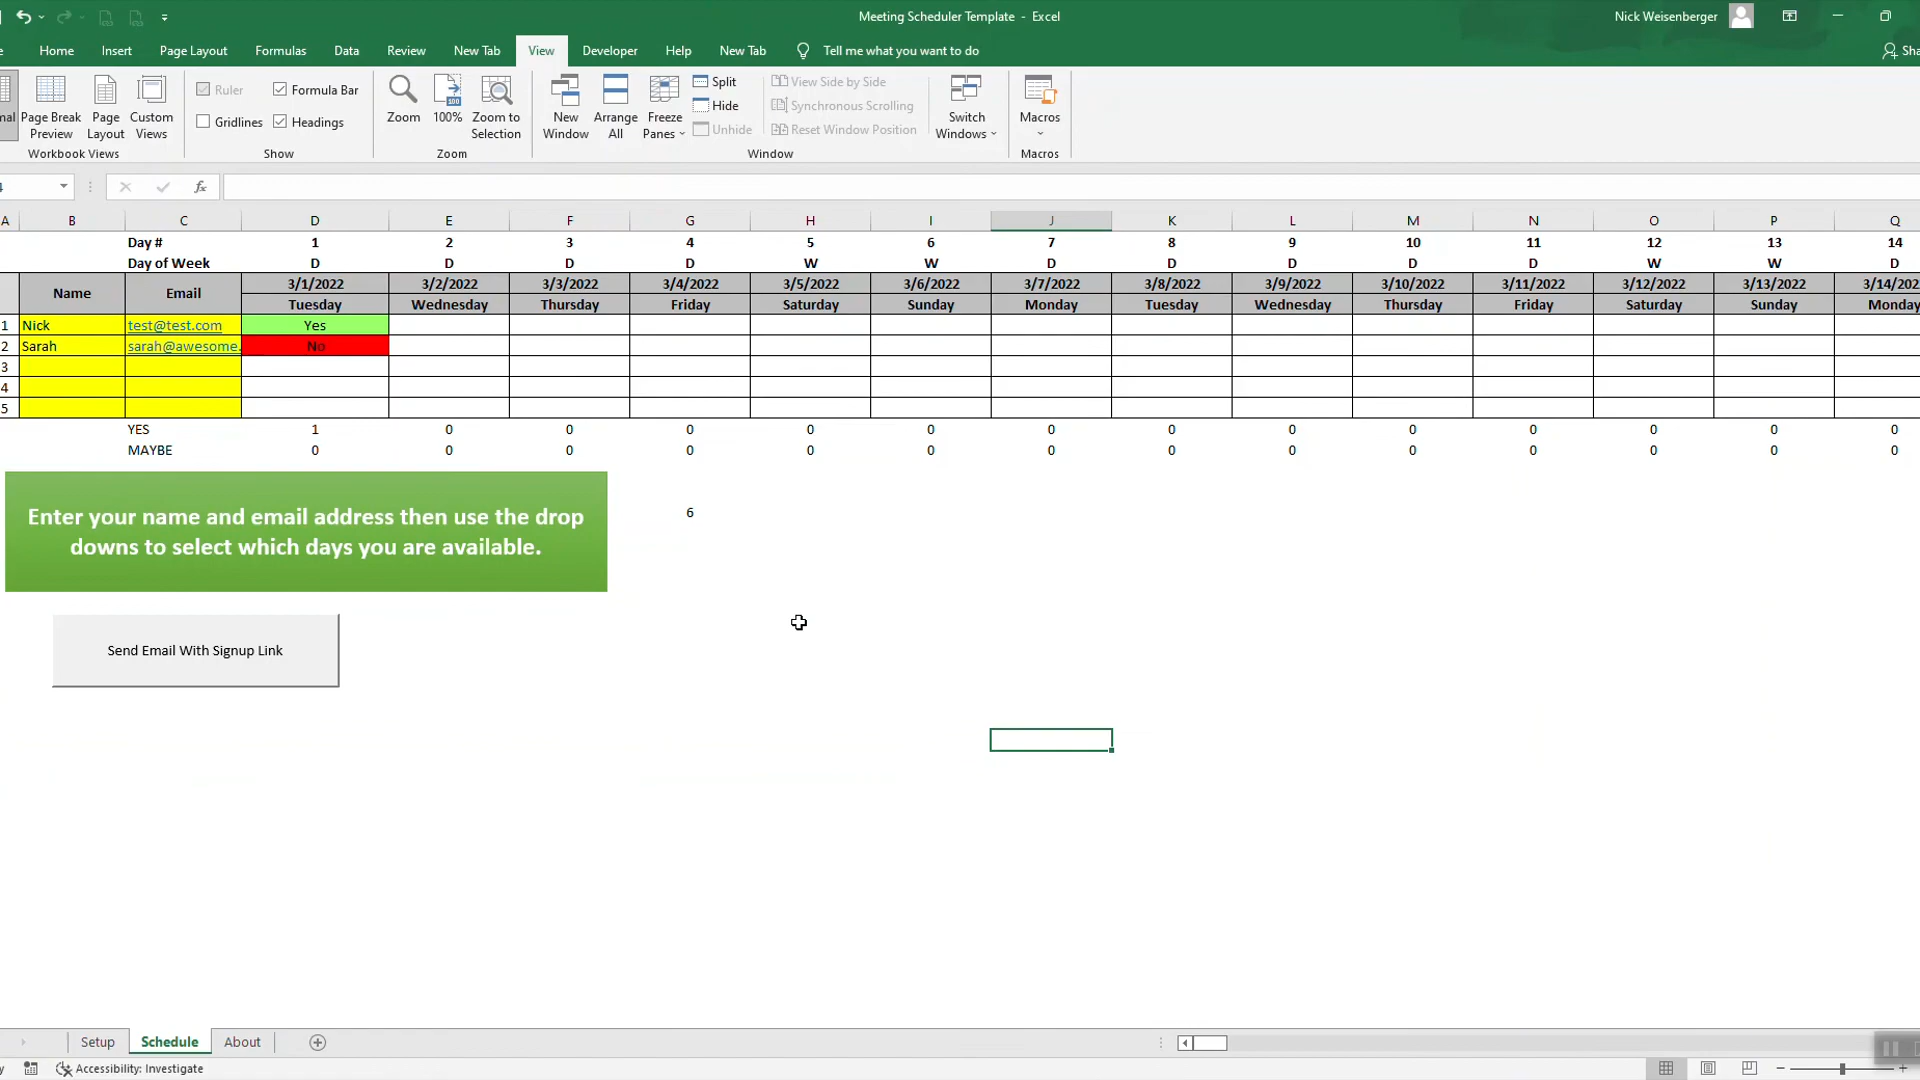 Meeting Scheduler Template - Excel
Nick Weisenberger
Home Insert Page Layout Formulas Data Review New Tab View Developer Help New Tab Tell me what you want to do
Page Break Preview
Page Layout
Custom Views
Workbook Views
Ruler
Formula Bar
Gridlines
Headings
Show
Zoom
100%
Zoom to Selection
Zoom
New Window
Arrange All
Freeze Panes
Split
Hide
Unhide
View Side by Side
Synchronous Scrolling
Reset Window Position
Switch Windows
Window
Macros
Macros
fx
A B C D E F G H I J K L M N O P Q
Day # 1 2 3 4 5 6 7 8 9 10 11 12 13 14
Day of Week D D D D W W D D D D D W W D
Name Email 3/1/2022 3/2/2022 3/3/2022 3/4/2022 3/5/2022 3/6/2022 3/7/2022 3/8/2022 3/9/2022 3/10/2022 3/11/2022 3/12/2022 3/13/2022 3/14/202
Tuesday Wednesday Thursday Friday Saturday Sunday Monday Tuesday Wednesday Thursday Friday Saturday Sunday Monday
1 Nick test@test.com Yes
2 Sarah sarah@awesome. No
3
4
5
YES 1 0 0 0 0 0 0 0 0 0 0 0 0 0
MAYBE 0 0 0 0 0 0 0 0 0 0 0 0 0 0
6
Enter your name and email address then use the drop
downs to select which days you are available.
Send Email With Signup Link
Setup Schedule About
Accessibility: Investigate